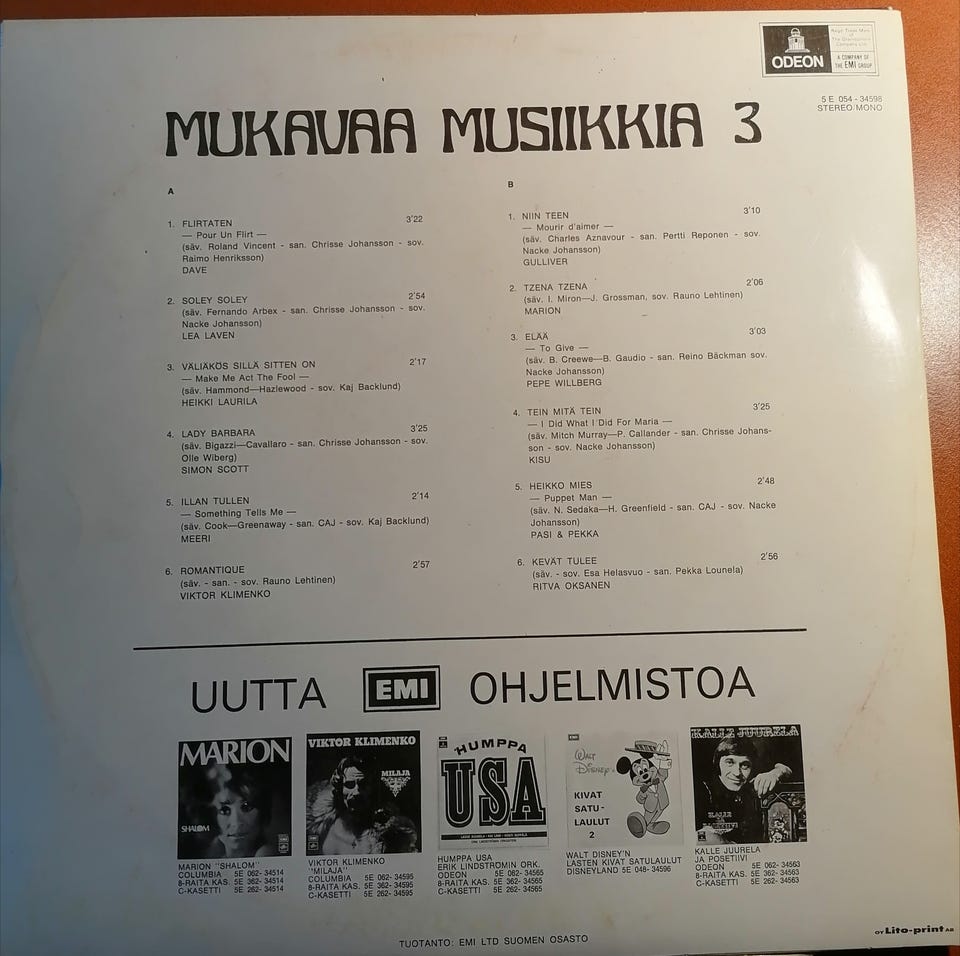 ODEON
A COMPANY OF
THE EMI GROUP
5 E 054 - 34598
STEREO/MONO
MUKAVAA MUSIIKKIA 3
A
1. FLIRTATEN 3'22
— Pour Un Flirt —
(säv. Roland Vincent - san. Chrisse Johansson - sov.
Raimo Henriksson)
DAVE
2. SOLEY SOLEY 2'54
(säv. Fernando Arbex - san. Chrisse Johansson - sov.
Nacke Johansson)
LEA LAVEN
3. VÄLIÄKÖS SILLÄ SITTEN ON 2'17
— Make Me Act The Fool —
(säv. Hammond—Hazlewood - sov. Kaj Backlund)
HEIKKI LAURILA
4. LADY BARBARA 3'25
(säv. Bigazzi—Cavallaro - san. Chrisse Johansson - sov.
Olle Wiberg)
SIMON SCOTT
5. ILLAN TULLEN 2'14
— Something Tells Me —
(säv. Cook—Greenaway - san. CAJ - sov. Kaj Backlund)
MEERI
6. ROMANTIQUE 2'57
(säv. - san. - sov. Rauno Lehtinen)
VIKTOR KLIMENKO
B
1. NIIN TEEN 3'10
— Mourir d'aimer —
(säv. Charles Aznavour - san. Pertti Reponen - sov.
Nacke Johansson)
GULLIVER
2. TZENA TZENA 2'06
(säv. I. Miron—J. Grossman, sov. Rauno Lehtinen)
MARION
3. ELÄÄ 3'03
— To Give —
(säv. B. Creewe—B. Gaudio - san. Reino Bäckman sov.
Nacke Johansson)
PEPE WILLBERG
4. TEIN MITÄ TEIN 3'25
— I Did What I Did For Maria —
(säv. Mitch Murray—P. Callander - san. Chrisse Johans-
son - sov. Nacke Johansson)
KISU
5. HEIKKO MIES 2'48
— Puppet Man —
(säv. N. Sedaka—H. Greenfield - san. CAJ - sov. Nacke
Johansson)
PASI & PEKKA
6. KEVÄT TULEE 2'56
(säv. - sov. Esa Helasvuo - san. Pekka Lounela)
RITVA OKSANEN
UUTTA EMI OHJELMISTOA
MARION
SHALOM
VIKTOR KLIMENKO
MILAJA
HUMPPA
USA
Walt
Disney's
KIVAT
SATU-
LAULUT
2
KALLE JUURELA
MARION "SHALOM"
COLUMBIA 5E 062- 34514
8-RAITA KAS. 5E 362- 34514
C-KASETTI 5E 262- 34514
VIKTOR KLIMENKO
"MILAJA"
COLUMBIA 5E 062- 34595
8-RAITA KAS. 5E 362- 34595
C-KASETTI 5E 262- 34595
HUMPPA USA
ERIK LINDSTRÖMIN ORK.
ODEON 5E 062- 34565
8-RAITA KAS. 5E 362- 34565
C-KASETTI 5E 262- 34565
WALT DISNEY'N
LASTEN KIVAT SATULAULUT
DISNEYLAND 5E 048- 34596
KALLE JUURELA
JA POSETIIVI
ODEON 5E 062- 34563
8-RAITA KAS. 5E 362- 34563
C-KASETTI 5E 262- 34563
TUOTANTO: EMI LTD SUOMEN OSASTO
OY Lito-print AB